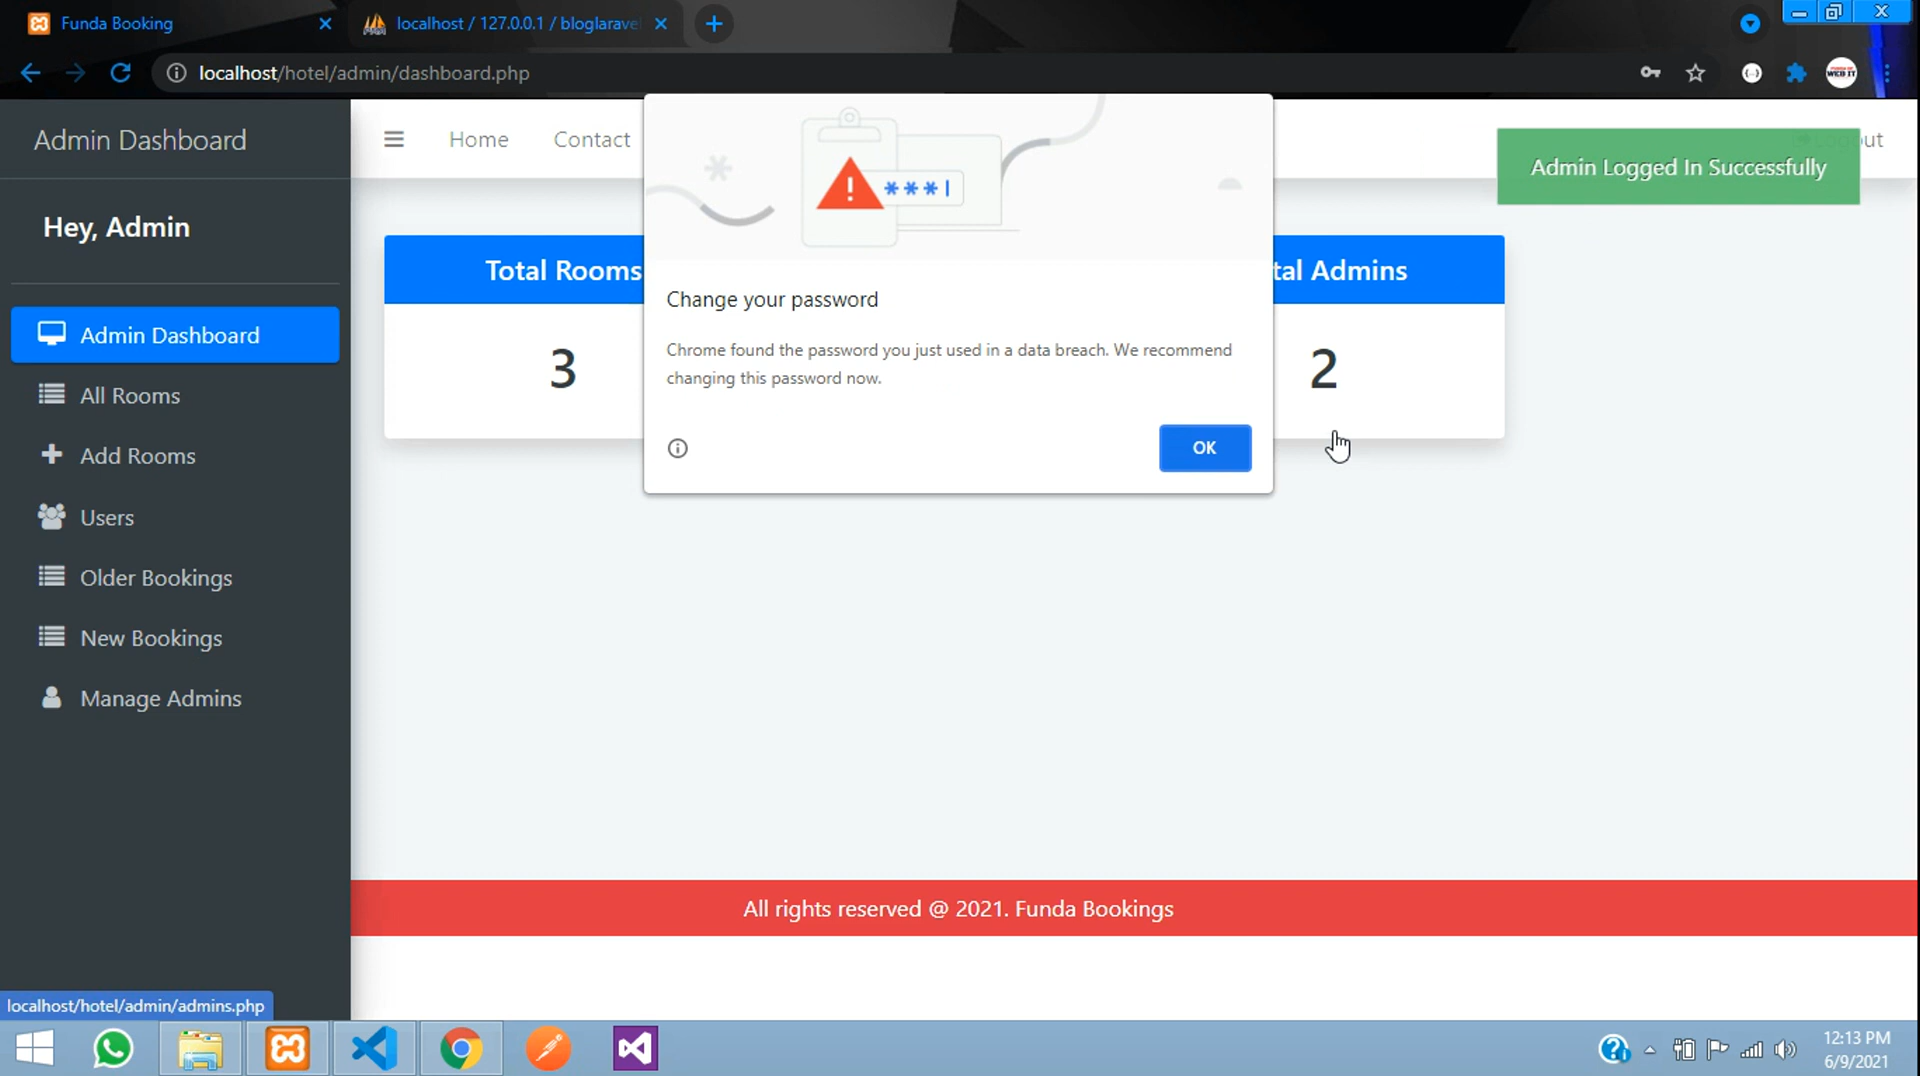 Funda Booking
localhost / 127.0.0.1 / bloglarave
localhost/hotel/admin/dashboard.php
WEB IT
Admin Dashboard
Home
Contact
out
Admin Logged In Successfully
Hey, Admin
Admin Dashboard
All Rooms
Add Rooms
Users
Older Bookings
New Bookings
Manage Admins
Total Rooms
3
tal Admins
2
***|
Change your password
Chrome found the password you just used in a data breach. We recommend
changing this password now.
OK
All rights reserved @ 2021. Funda Bookings
localhost/hotel/admin/admins.php
12:13 PM
6/9/2021